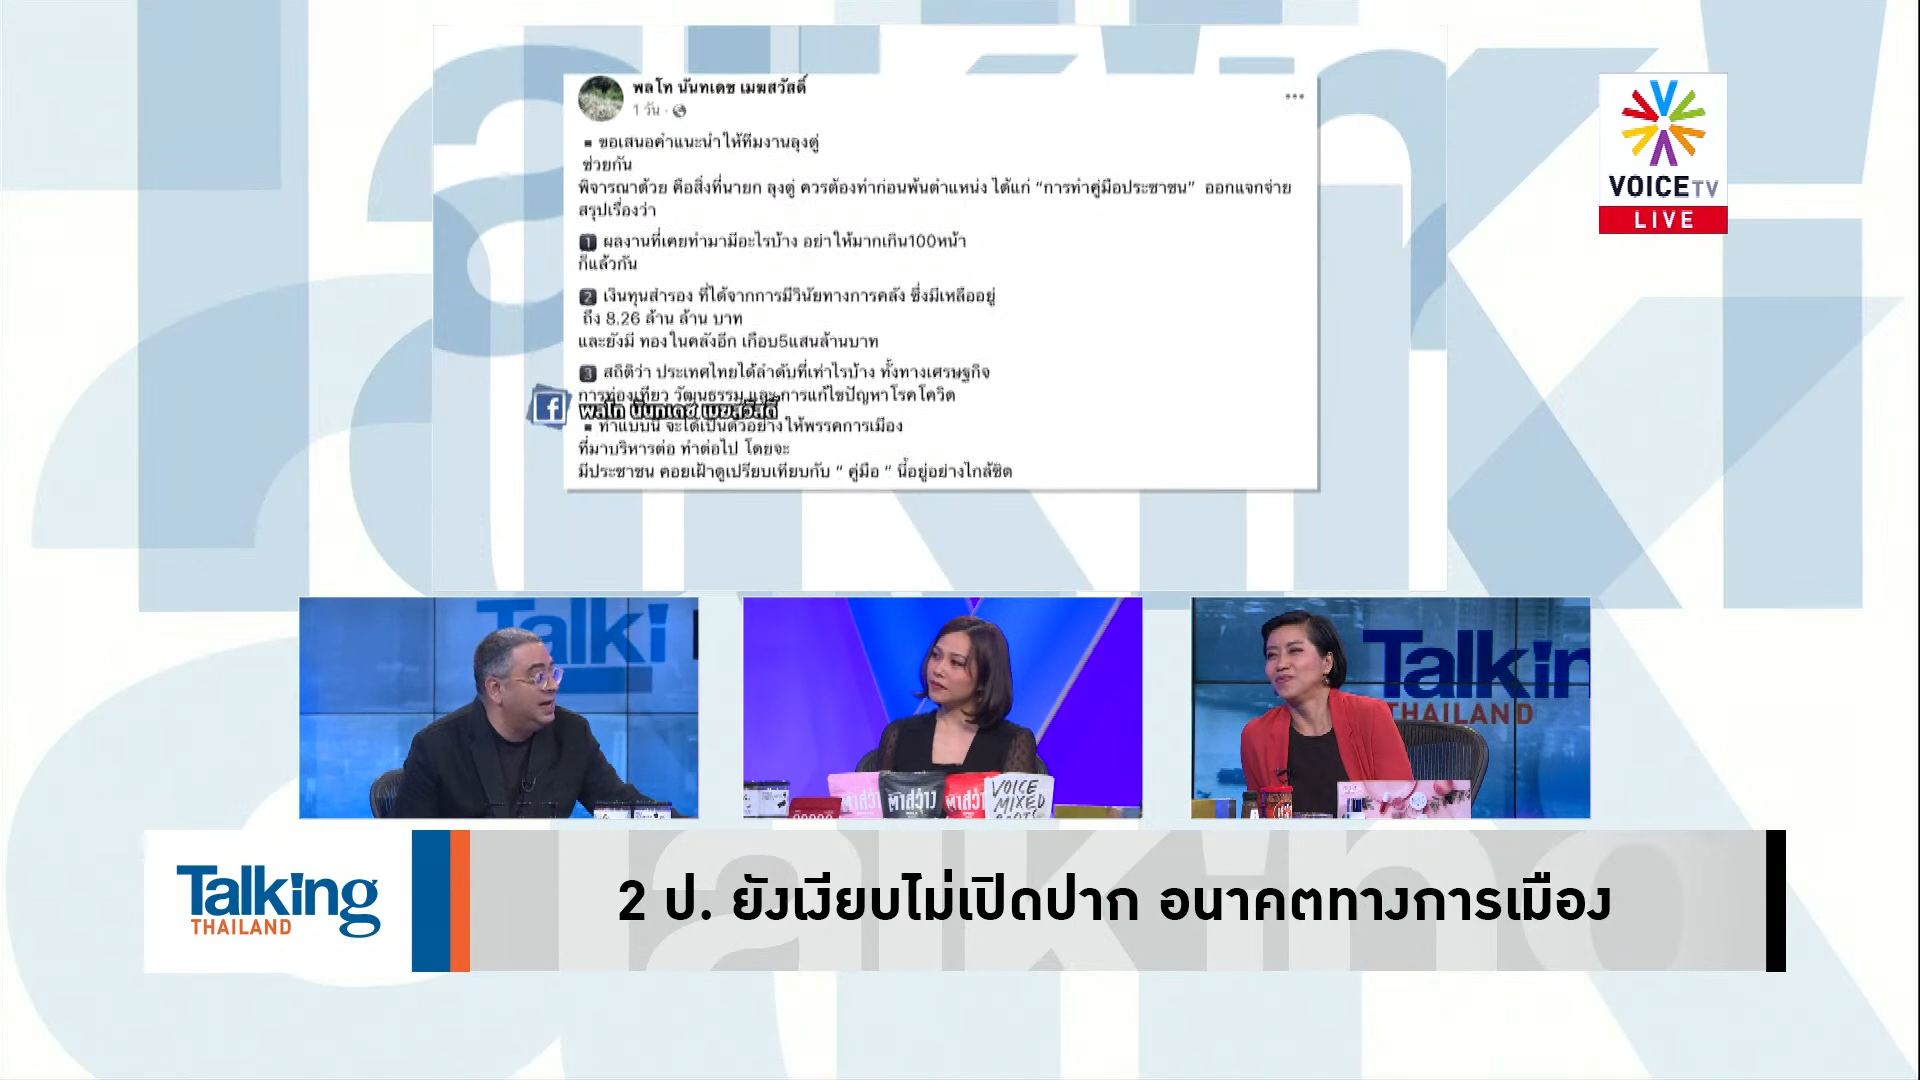 พลโท นันทเดช เมฆสวัสดิ์
1 วัน ·
▪ ขอเสนอคำแนะนำให้ทีมงานลุงตู่
ช่วยกัน
พิจารณาด้วย คือสิ่งที่นายก ลุงตู่ ควรต้องทำก่อนพ้นตำแหน่ง ได้แก่ “การทำคู่มือประชาชน” ออกแจกจ่าย
สรุปเรื่องว่า
1 ผลงานที่เคยทำมามีอะไรบ้าง อย่าให้มากเกิน100หน้า
ก็แล้วกัน
2 เงินทุนสำรอง ที่ได้จากการมีวินัยทางการคลัง ซึ่งมีเหลืออยู่
ถึง 8.26 ล้าน ล้าน บาท
และยังมี ทองในคลังอีก เกือบ5แสนล้านบาท
3 สถิติว่า ประเทศไทยได้ลำดับที่เท่าไรบ้าง ทั้งทางเศรษฐกิจ
การท่องเที่ยว วัฒนธรรม และ การแก้ไขปัญหาโรคโควิด
พลโท นันทเดช เมฆสวัสดิ์
▪ ทำแบบนี้ จะได้เป็นตัวอย่างให้พรรคการเมือง
ที่มาบริหารต่อ ทำต่อไป โดยจะ
มีประชาชน คอยเฝ้าดูเปรียบเทียบกับ “ คู่มือ “ นี้อยู่อย่างใกล้ชิด
VOICE TV
LIVE
Talki
Talkin
THAILAND
ตาสว่าง
VOICE
MIXED
Talking
THAILAND
2 ป. ยังเงียบไม่เปิดปาก อนาคตทางการเมือง